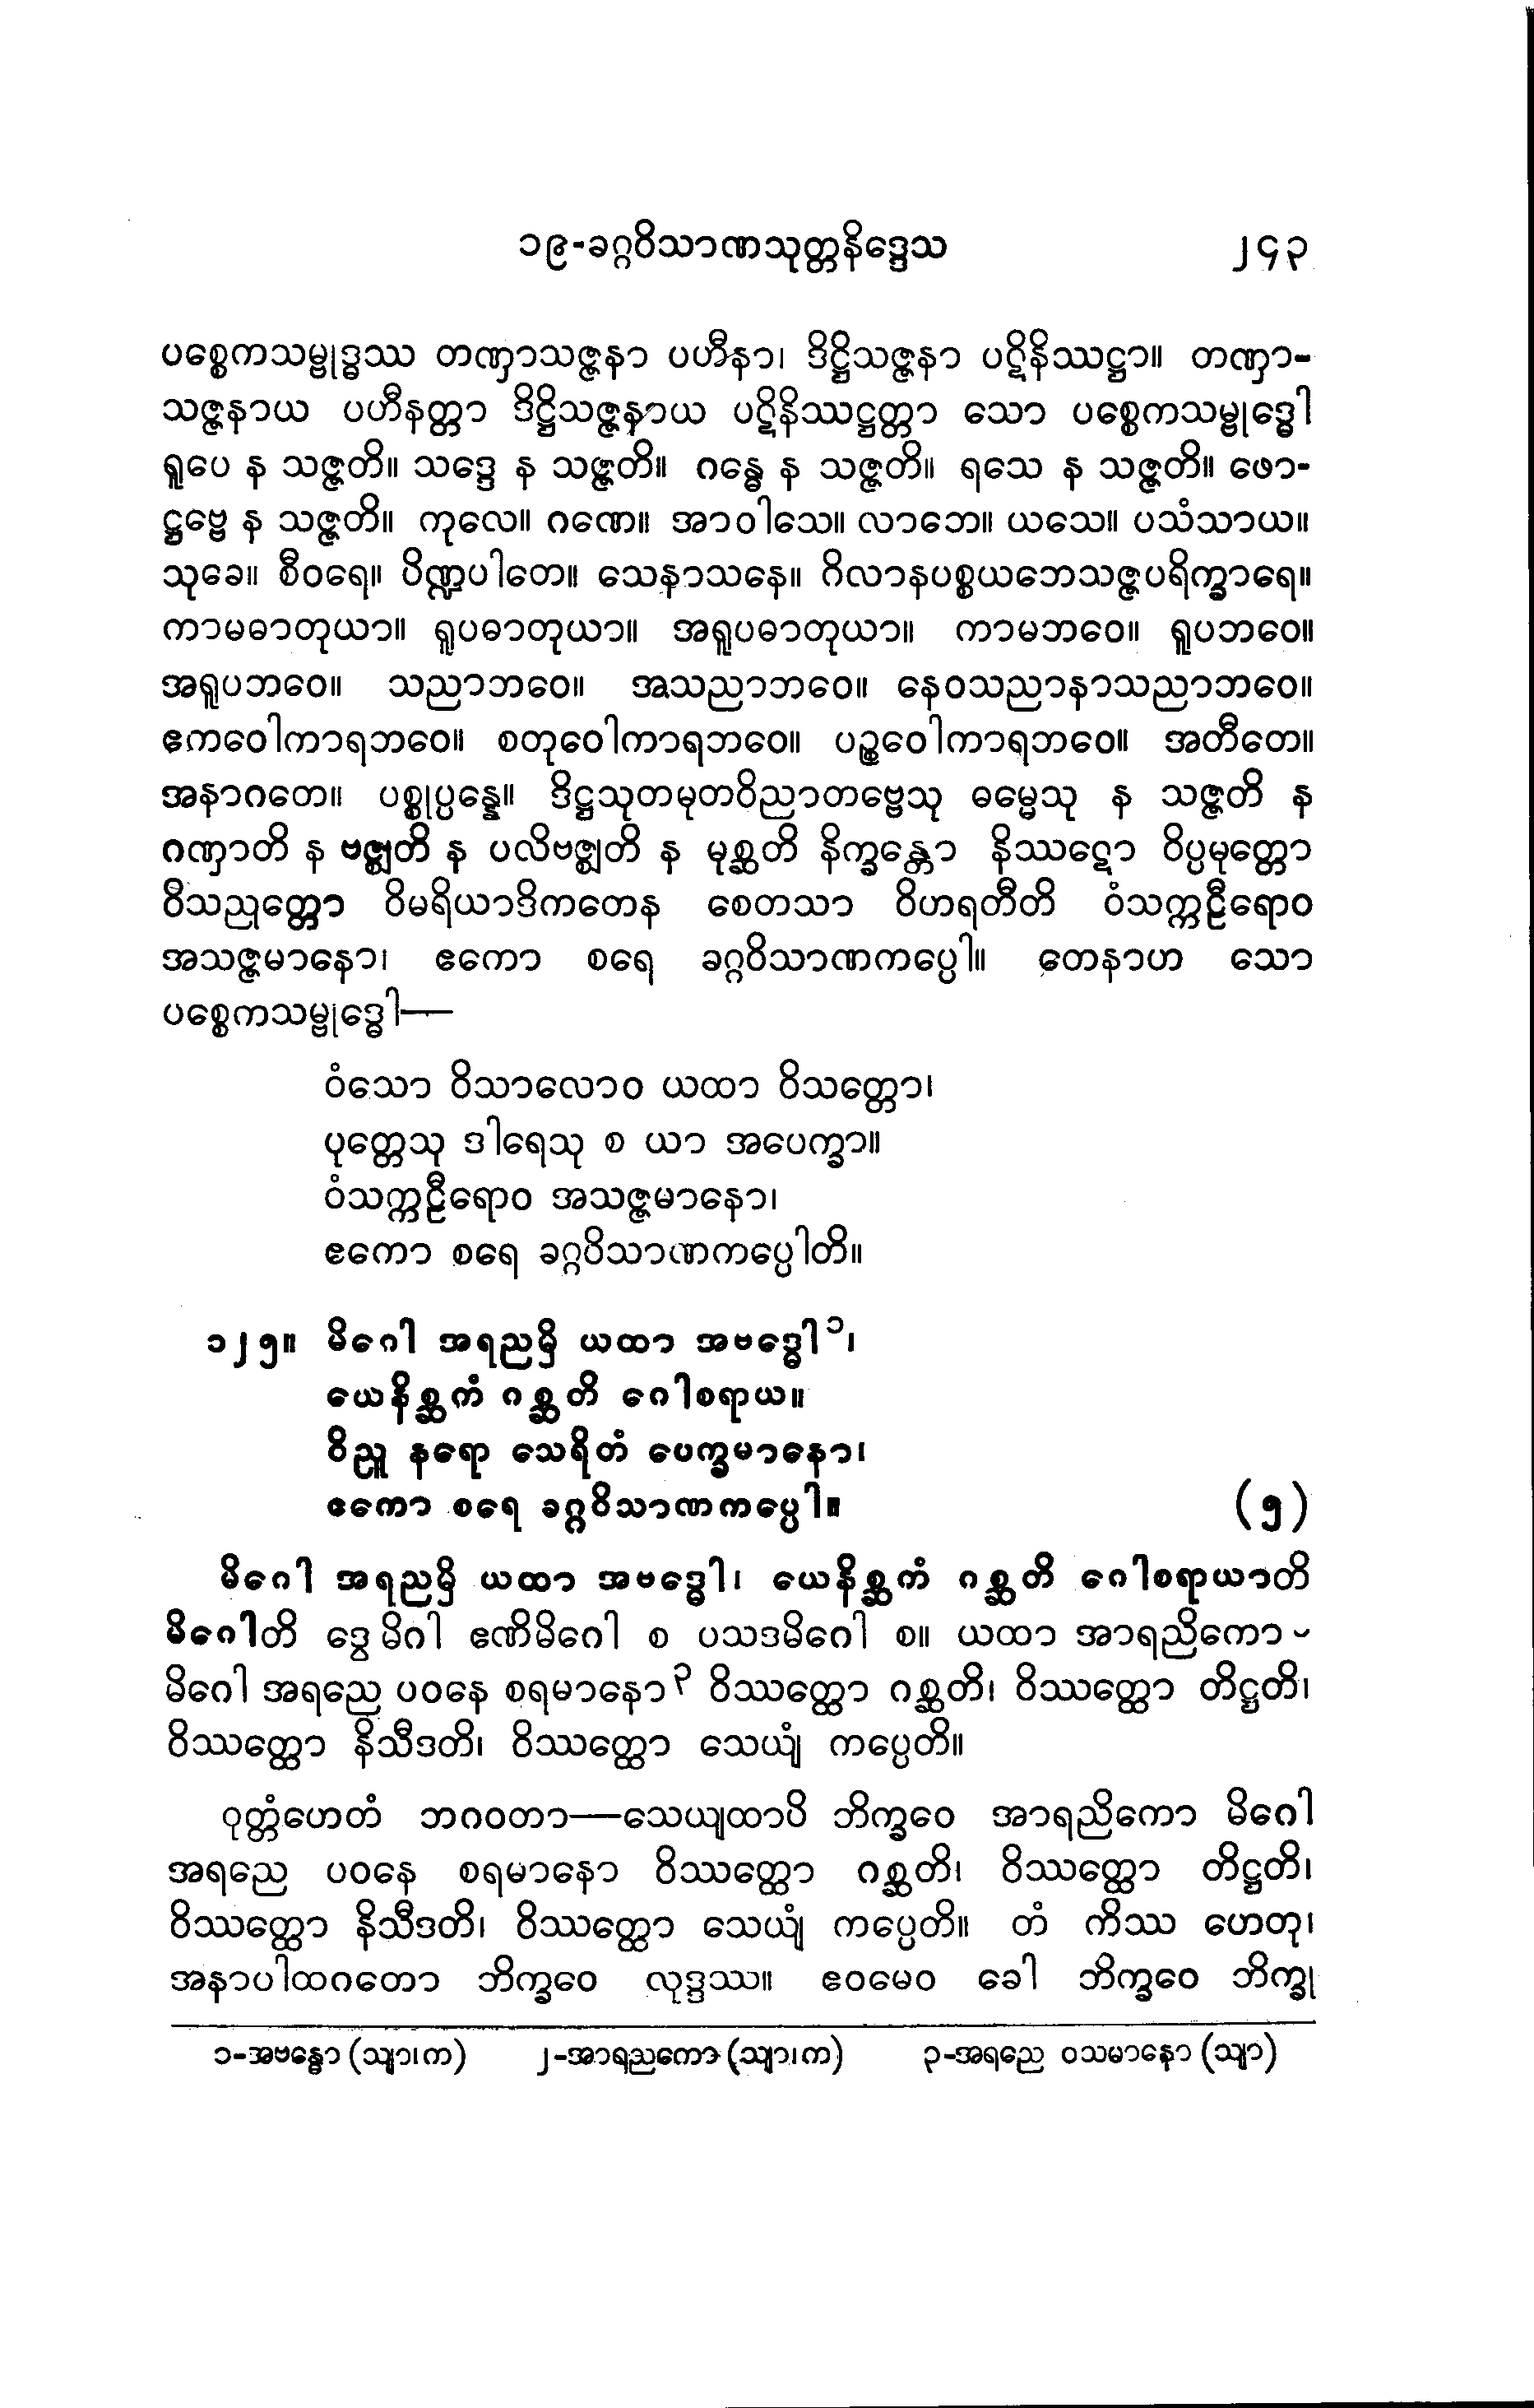 ၁၉-ခဂ္ဂဝိသာဏသုတ္တနိဒ္ဒေသ ၂၄၃
ပစ္စေကသမ္ဗုဒ္ဓဿ တဏှာသဇ္ဇနာ ပဟီနာ၊ ဒိဋ္ဌိသဇ္ဇနာ ပဋိနိဿဋ္ဌာ။ တဏှာ-
သဇ္ဇနာယ ပဟီနတ္တာ ဒိဋ္ဌိသဇ္ဇနာယ ပဋိနိဿဋ္ဌတ္တာ သော ပစ္စေကသမ္ဗုဒ္ဓေါ
ရူပေ န သဇ္ဇတိ။ သဒ္ဒေ န သဇ္ဇတိ။ ဂန္ဓေ န သဇ္ဇတိ။ ရသေ န သဇ္ဇတိ။ ဖော-
ဋ္ဌဗ္ဗေ န သဇ္ဇတိ။ ကုလေ။ ဂဏေ။ အာဝါသေ။ လာဘေ။ ယသေ။ ပသံသာယ။
သုခေ။ စီဝရေ။ ပိဏ္ဍပါတေ။ သေနာသနေ။ ဂိလာနပစ္စယဘေသဇ္ဇပရိက္ခာရေ။
ကာမဓာတုယာ။ ရူပဓာတုယာ။ အရူပဓာတုယာ။ ကာမဘဝေ။ ရူပဘဝေ။
အရူပဘဝေ။ သညာဘဝေ။ အသညာဘဝေ။ နေဝသညာနာသညာဘဝေ။
ဧကဝေါကာရဘဝေ။ စတုဝေါကာရဘဝေ။ ပဉ္စဝေါကာရဘဝေ။ အတီတေ။
အနာဂတေ။ ပစ္စုပ္ပန္နေ။ ဒိဋ္ဌသုတမုတဝိညာတဗ္ဗေသု ဓမ္မေသု န သဇ္ဇတိ န
ဂဏှာတိ န ဗဇ္ဈတိ န ပလိဗဇ္ဈတိ န မုစ္ဆတိ နိက္ခန္တော နိဿဋော ဝိပ္ပမုတ္တော
ဝိသညုတ္တော ဝိမရိယာဒိကတေန စေတသာ ဝိဟရတီတိ ဝံသက္ကဠီရောဝ
အသဇ္ဇမာနော၊ ဧကော စရေ ခဂ္ဂဝိသာဏကပ္ပေါ။ တေနာဟ သော
ပစ္စေကသမ္ဗုဒ္ဓေါ—
ဝံသော ဝိသာလောဝ ယထာ ဝိသတ္တော၊
ပုတ္တေသု ဒါရေသု စ ယာ အပေက္ခာ။
ဝံသက္ကဠီရောဝ အသဇ္ဇမာနော၊
ဧကော စရေ ခဂ္ဂဝိသာဏကပ္ပေါတိ။
၁၂၅။ မိဂေါ အရညမှိ ယထာ အဗဒ္ဓေါ၁၊
ယေနိစ္ဆကံ ဂစ္ဆတိ ဂေါစရာယ။
ဝိညူ နရော သေရိတံ ပေက္ခမာနော၊
ဧကော စရေ ခဂ္ဂဝိသာဏကပ္ပေါ။ (၅)
မိဂေါ အရညမှိ ယထာ အဗဒ္ဓေါ၊ ယေနိစ္ဆကံ ဂစ္ဆတိ ဂေါစရာယာတိ
မိဂေါတိ ဒွေ မိဂါ ဧဏိမိဂေါ စ ပသဒမိဂေါ စ။ ယထာ အာရညိကော ၂
မိဂေါ အရညေ ပဝနေ စရမာနော၃ ဝိဿတ္ထော ဂစ္ဆတိ၊ ဝိဿတ္ထော တိဋ္ဌတိ၊
ဝိဿတ္ထော နိသီဒတိ၊ ဝိဿတ္ထော သေယျံ ကပ္ပေတိ။
ဝုတ္တံဟေတံ ဘဂဝတာ—သေယျထာပိ ဘိက္ခဝေ အာရညိကော မိဂေါ
အရညေ ပဝနေ စရမာနော ဝိဿတ္ထော ဂစ္ဆတိ၊ ဝိဿတ္ထော တိဋ္ဌတိ၊
ဝိဿတ္ထော နိသီဒတိ၊ ဝိဿတ္ထော သေယျံ ကပ္ပေတိ။ တံ ကိဿ ဟေတု၊
အနာပါထဂတော ဘိက္ခဝေ လုဒ္ဒဿ။ ဧဝမေဝ ခေါ ဘိက္ခဝေ ဘိက္ခု
၁-အဗန္ဓော (သျာ၊က) ၂-အာရညကော (သျာ၊က) ၃-အရညေ ဝသမာနော (သျာ)